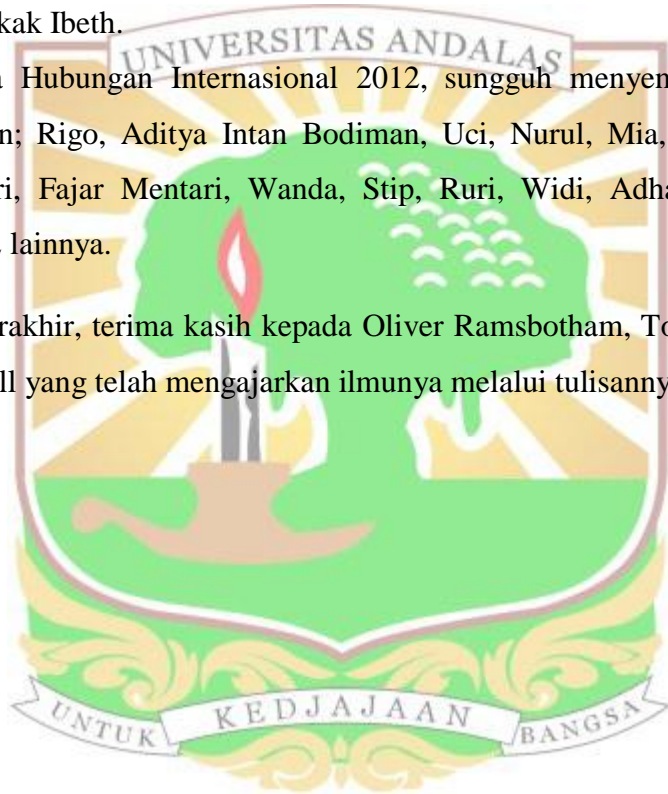 kak Ibeth.
UNIVERSITAS ANDALAS
Hubungan Internasional 2012, sungguh menyen
n; Rigo, Aditya Intan Bodiman, Uci, Nurul, Mia,
ri, Fajar Mentari, Wanda, Stip, Ruri, Widi, Adha
lainnya.
rakhir, terima kasih kepada Oliver Ramsbotham, To
ll yang telah mengajarkan ilmunya melalui tulisanny
UNTUK KEDJAJAAN BANGSA